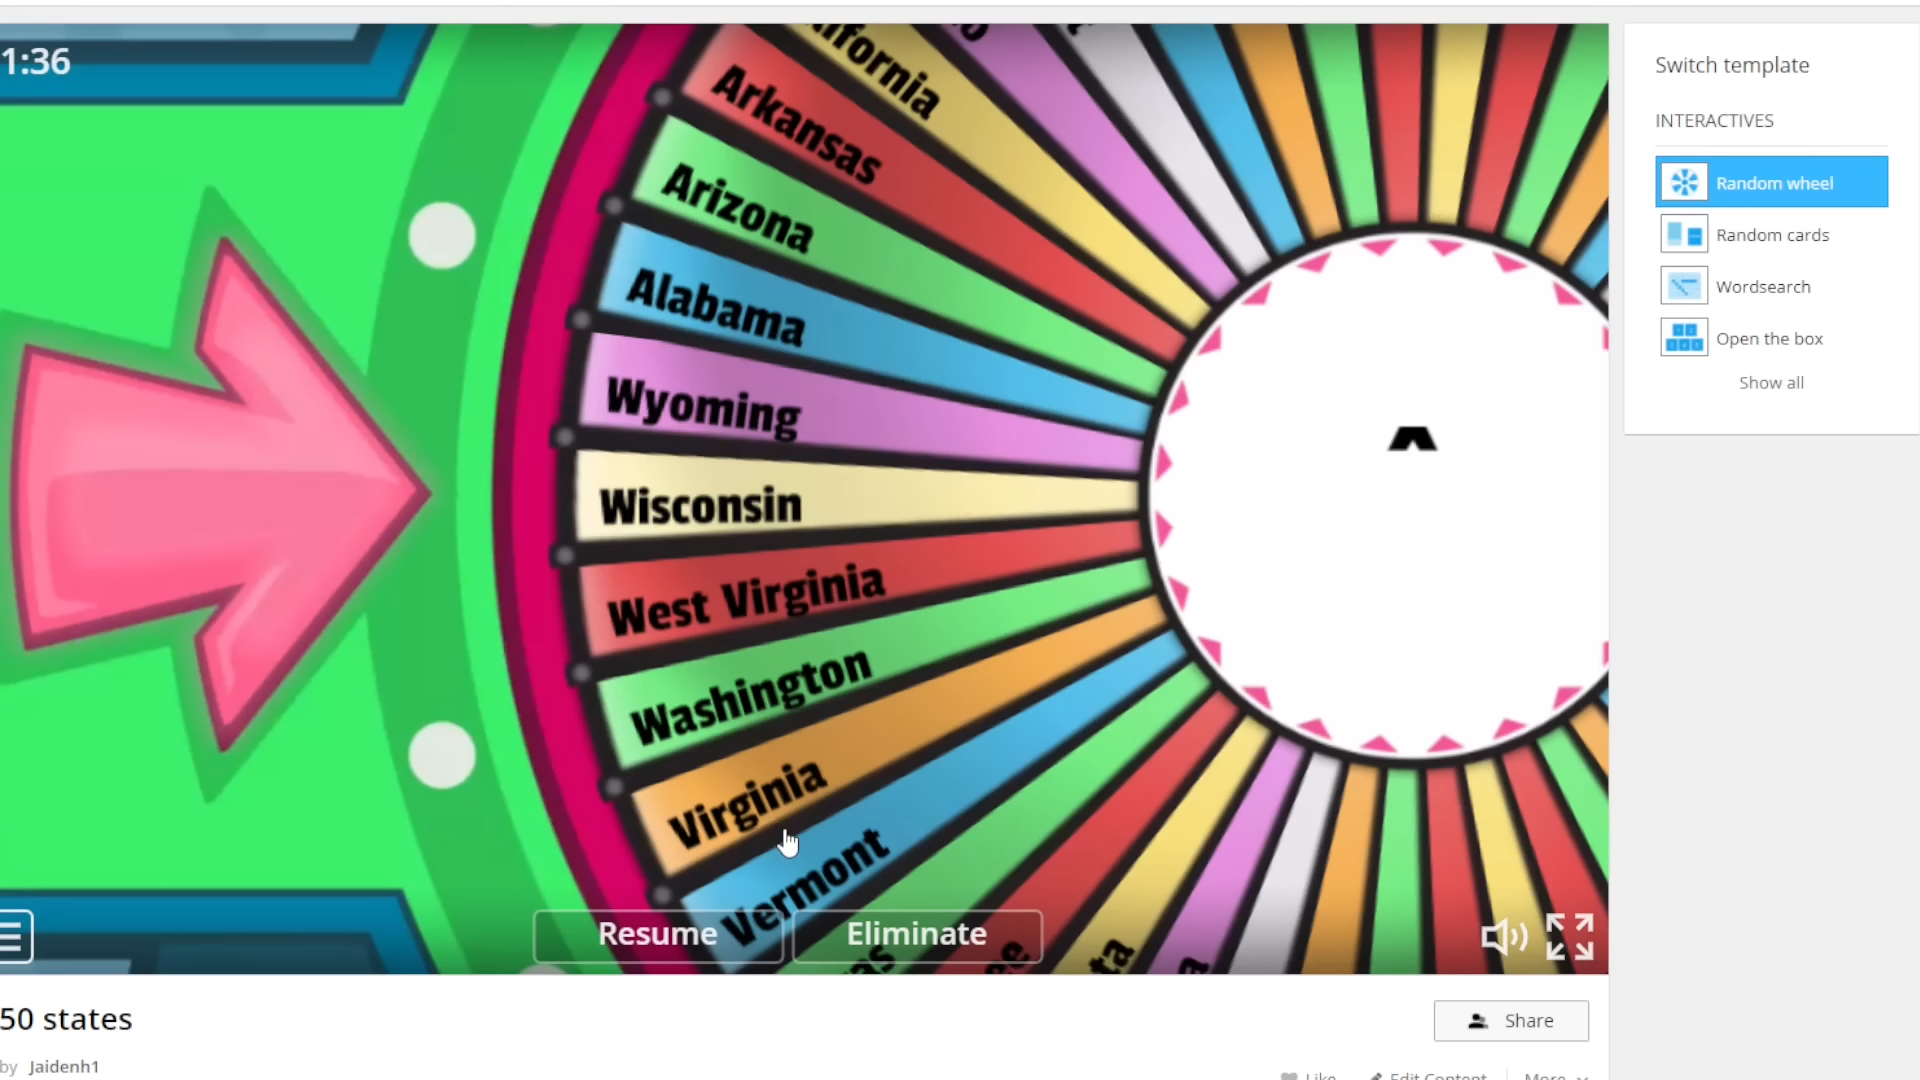 1:36
Arkansas
Arizona
Alabama
Wyoming
Wisconsin
West Virginia
Washington
Virginia
Vermont
Resume
Eliminate
Switch template
INTERACTIVES
Random wheel
Random cards
Wordsearch
Open the box
Show all
50 states
Share
by Jaidenh1
Like
Edit Content
More